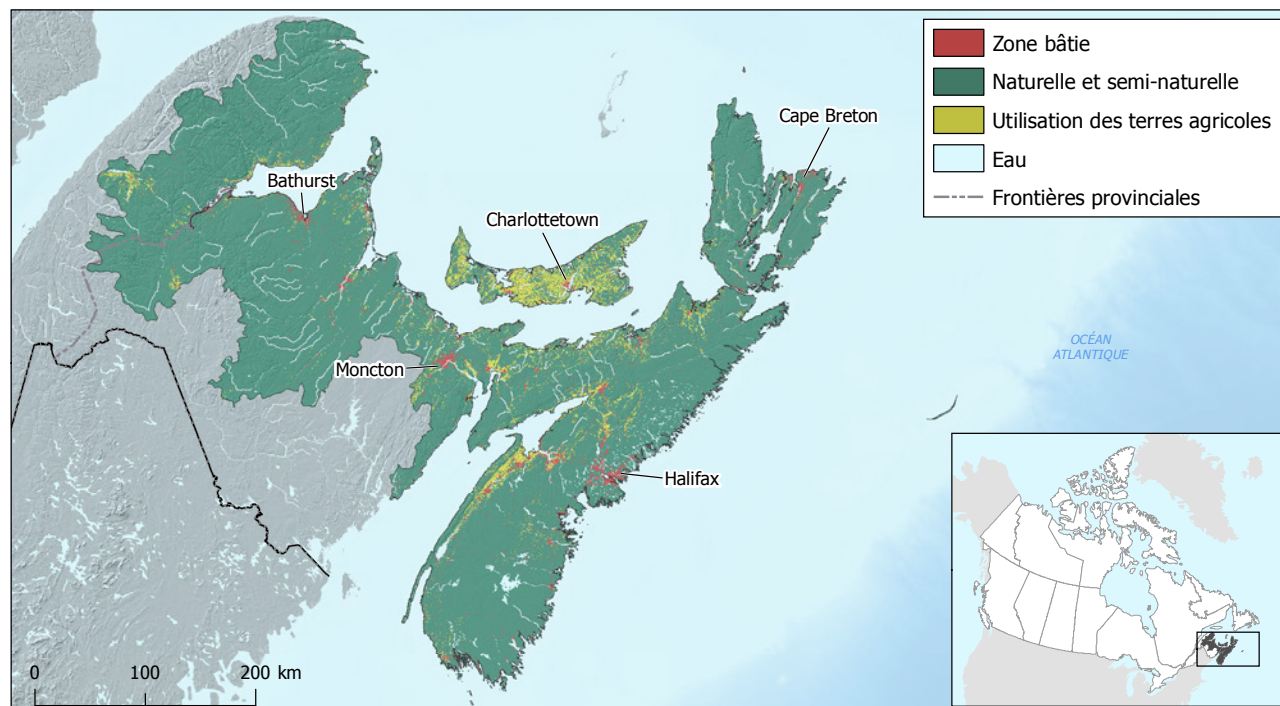 Zone bâtie
Naturelle et semi-naturelle
Utilisation des terres agricoles
Eau
Frontières provinciales
Cape Breton
Bathurst
Charlottetown
Moncton
Halifax
OCÉAN
ATLANTIQUE
0 100 200 km